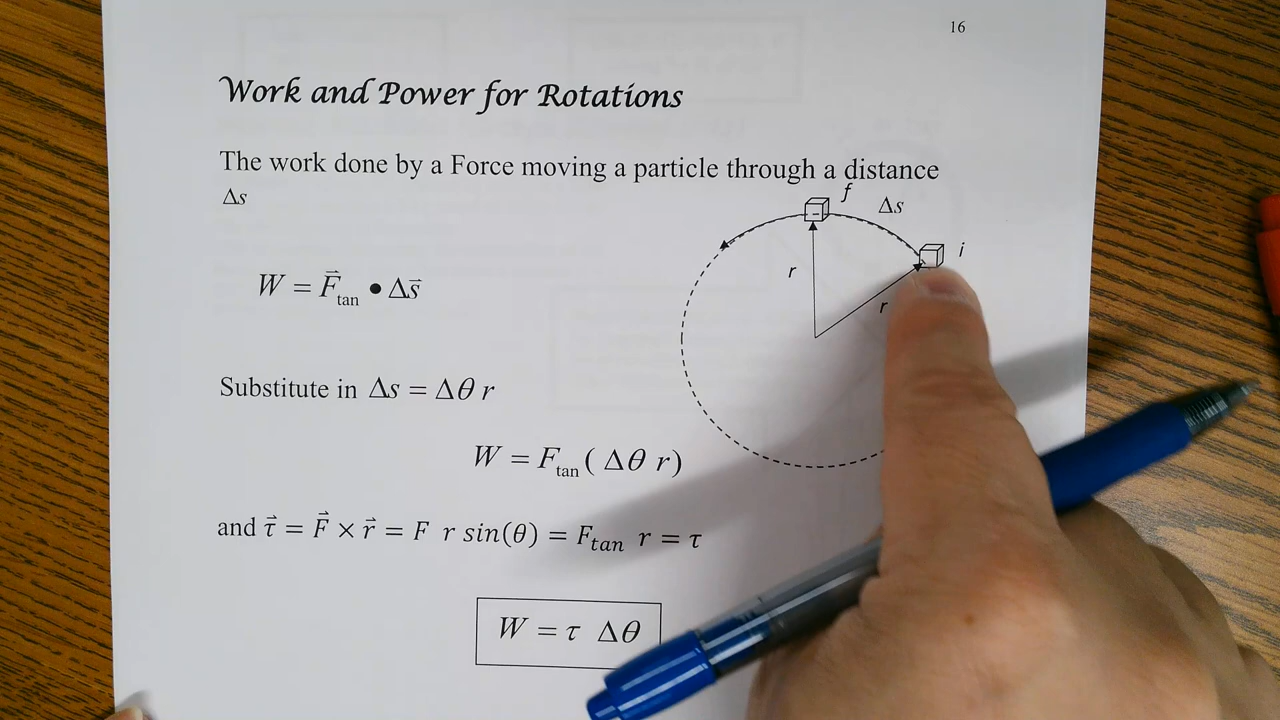 16
Work and Power for Rotations
The work done by a Force moving a particle through a distance
Δs
f
Δs
i
r
r
W = F⃗tan • Δs⃗
Substitute in Δs = Δθ r
W = Ftan ( Δθ r)
and τ⃗ = F⃗ × r⃗ = F r sin(θ) = Ftan r = τ
W = τ Δθ